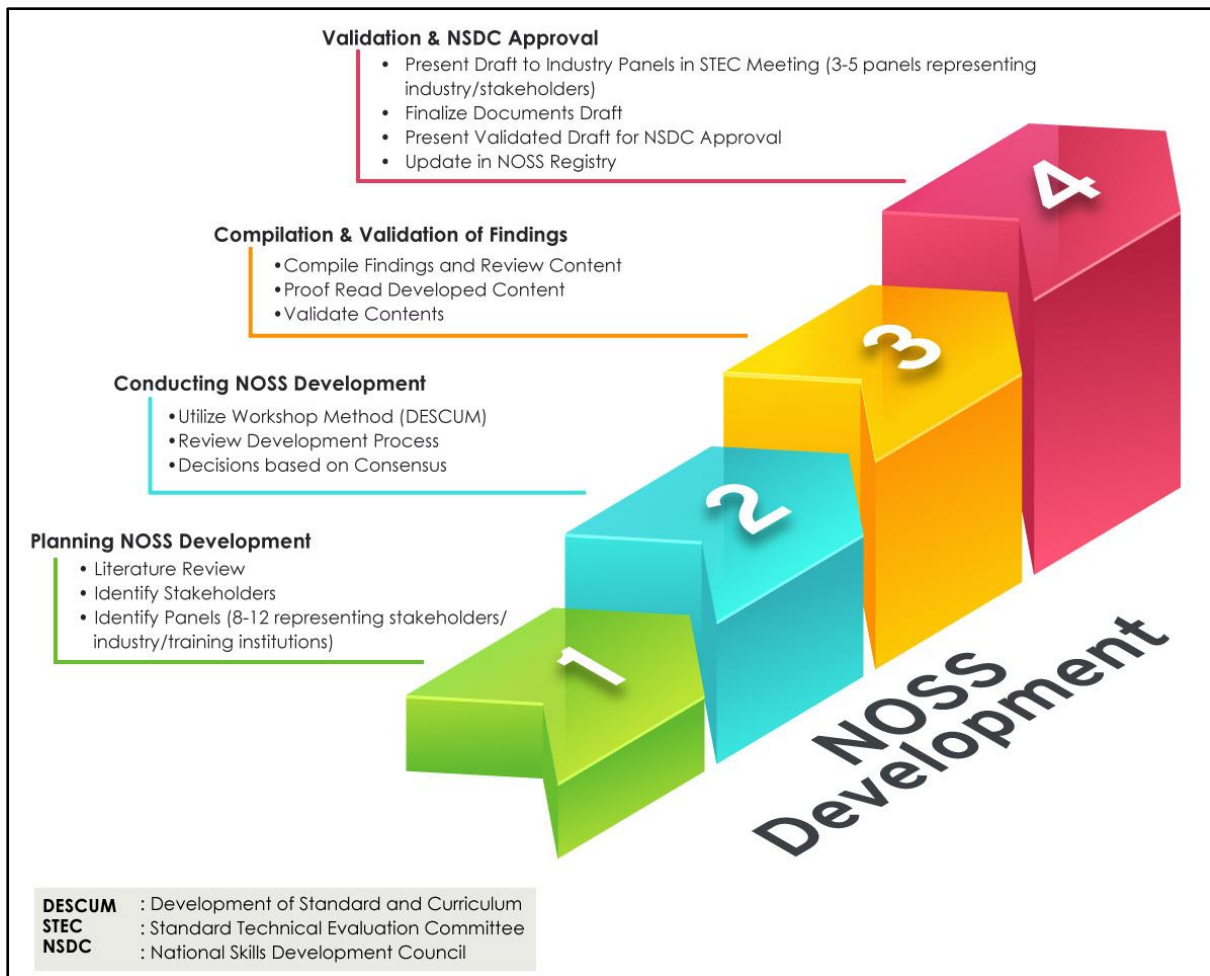 Validation & NSDC Approval
• Present Draft to Industry Panels in STEC Meeting (3-5 panels representing
industry/stakeholders)
• Finalize Documents Draft
• Present Validated Draft for NSDC Approval
• Update in NOSS Registry
4
Compilation & Validation of Findings
•Compile Findings and Review Content
•Proof Read Developed Content
•Validate Contents
3
Conducting NOSS Development
•Utilize Workshop Method (DESCUM)
•Review Development Process
•Decisions based on Consensus
2
Planning NOSS Development
• Literature Review
• Identify Stakeholders
• Identify Panels (8-12 representing stakeholders/
industry/training institutions)
1
NOSS
Development
DESCUM : Development of Standard and Curriculum
STEC : Standard Technical Evaluation Committee
NSDC : National Skills Development Council